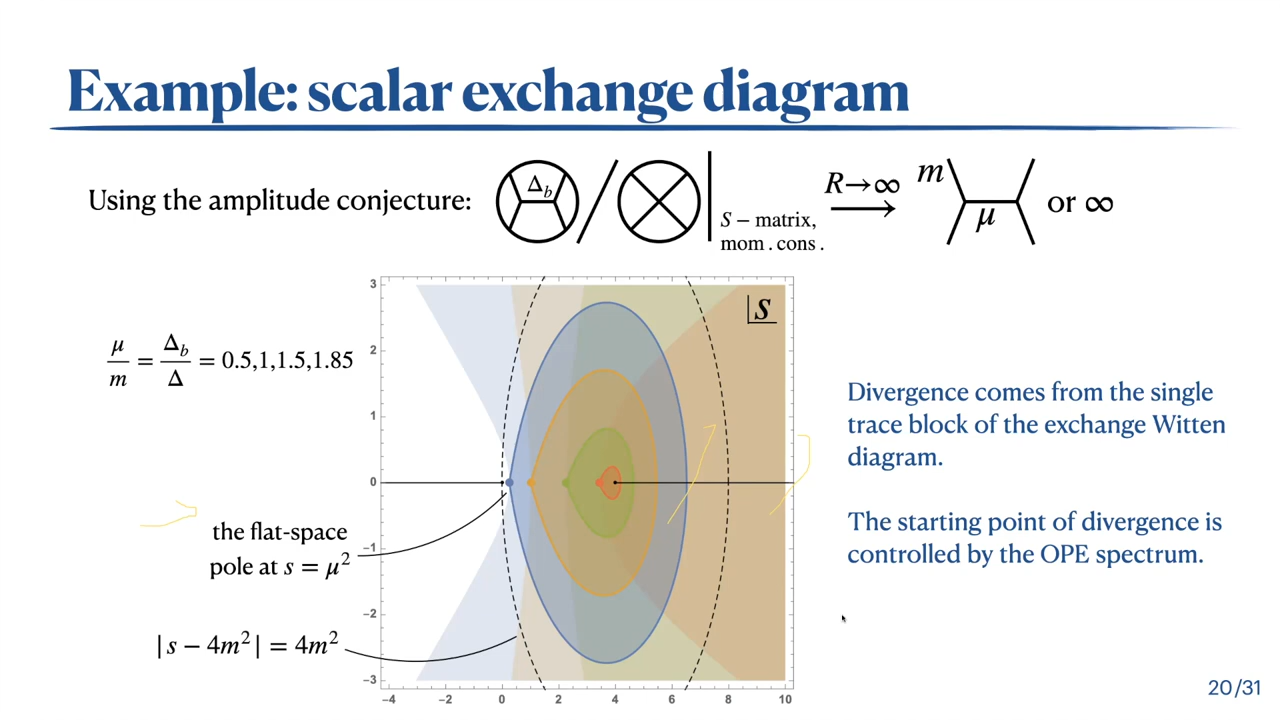 Example: scalar exchange diagram
Using the amplitude conjecture:
Δ_b
S − matrix,
mom . cons .
R→∞
m
μ
or ∞
μ/m = Δ_b/Δ = 0.5,1,1.5,1.85
S
3
2
1
0
−1
−2
−3
−4
−2
0
2
4
6
8
10
the flat-space
pole at s = μ²
|s − 4m²| = 4m²
Divergence comes from the single
trace block of the exchange Witten
diagram.
The starting point of divergence is
controlled by the OPE spectrum.
20/31